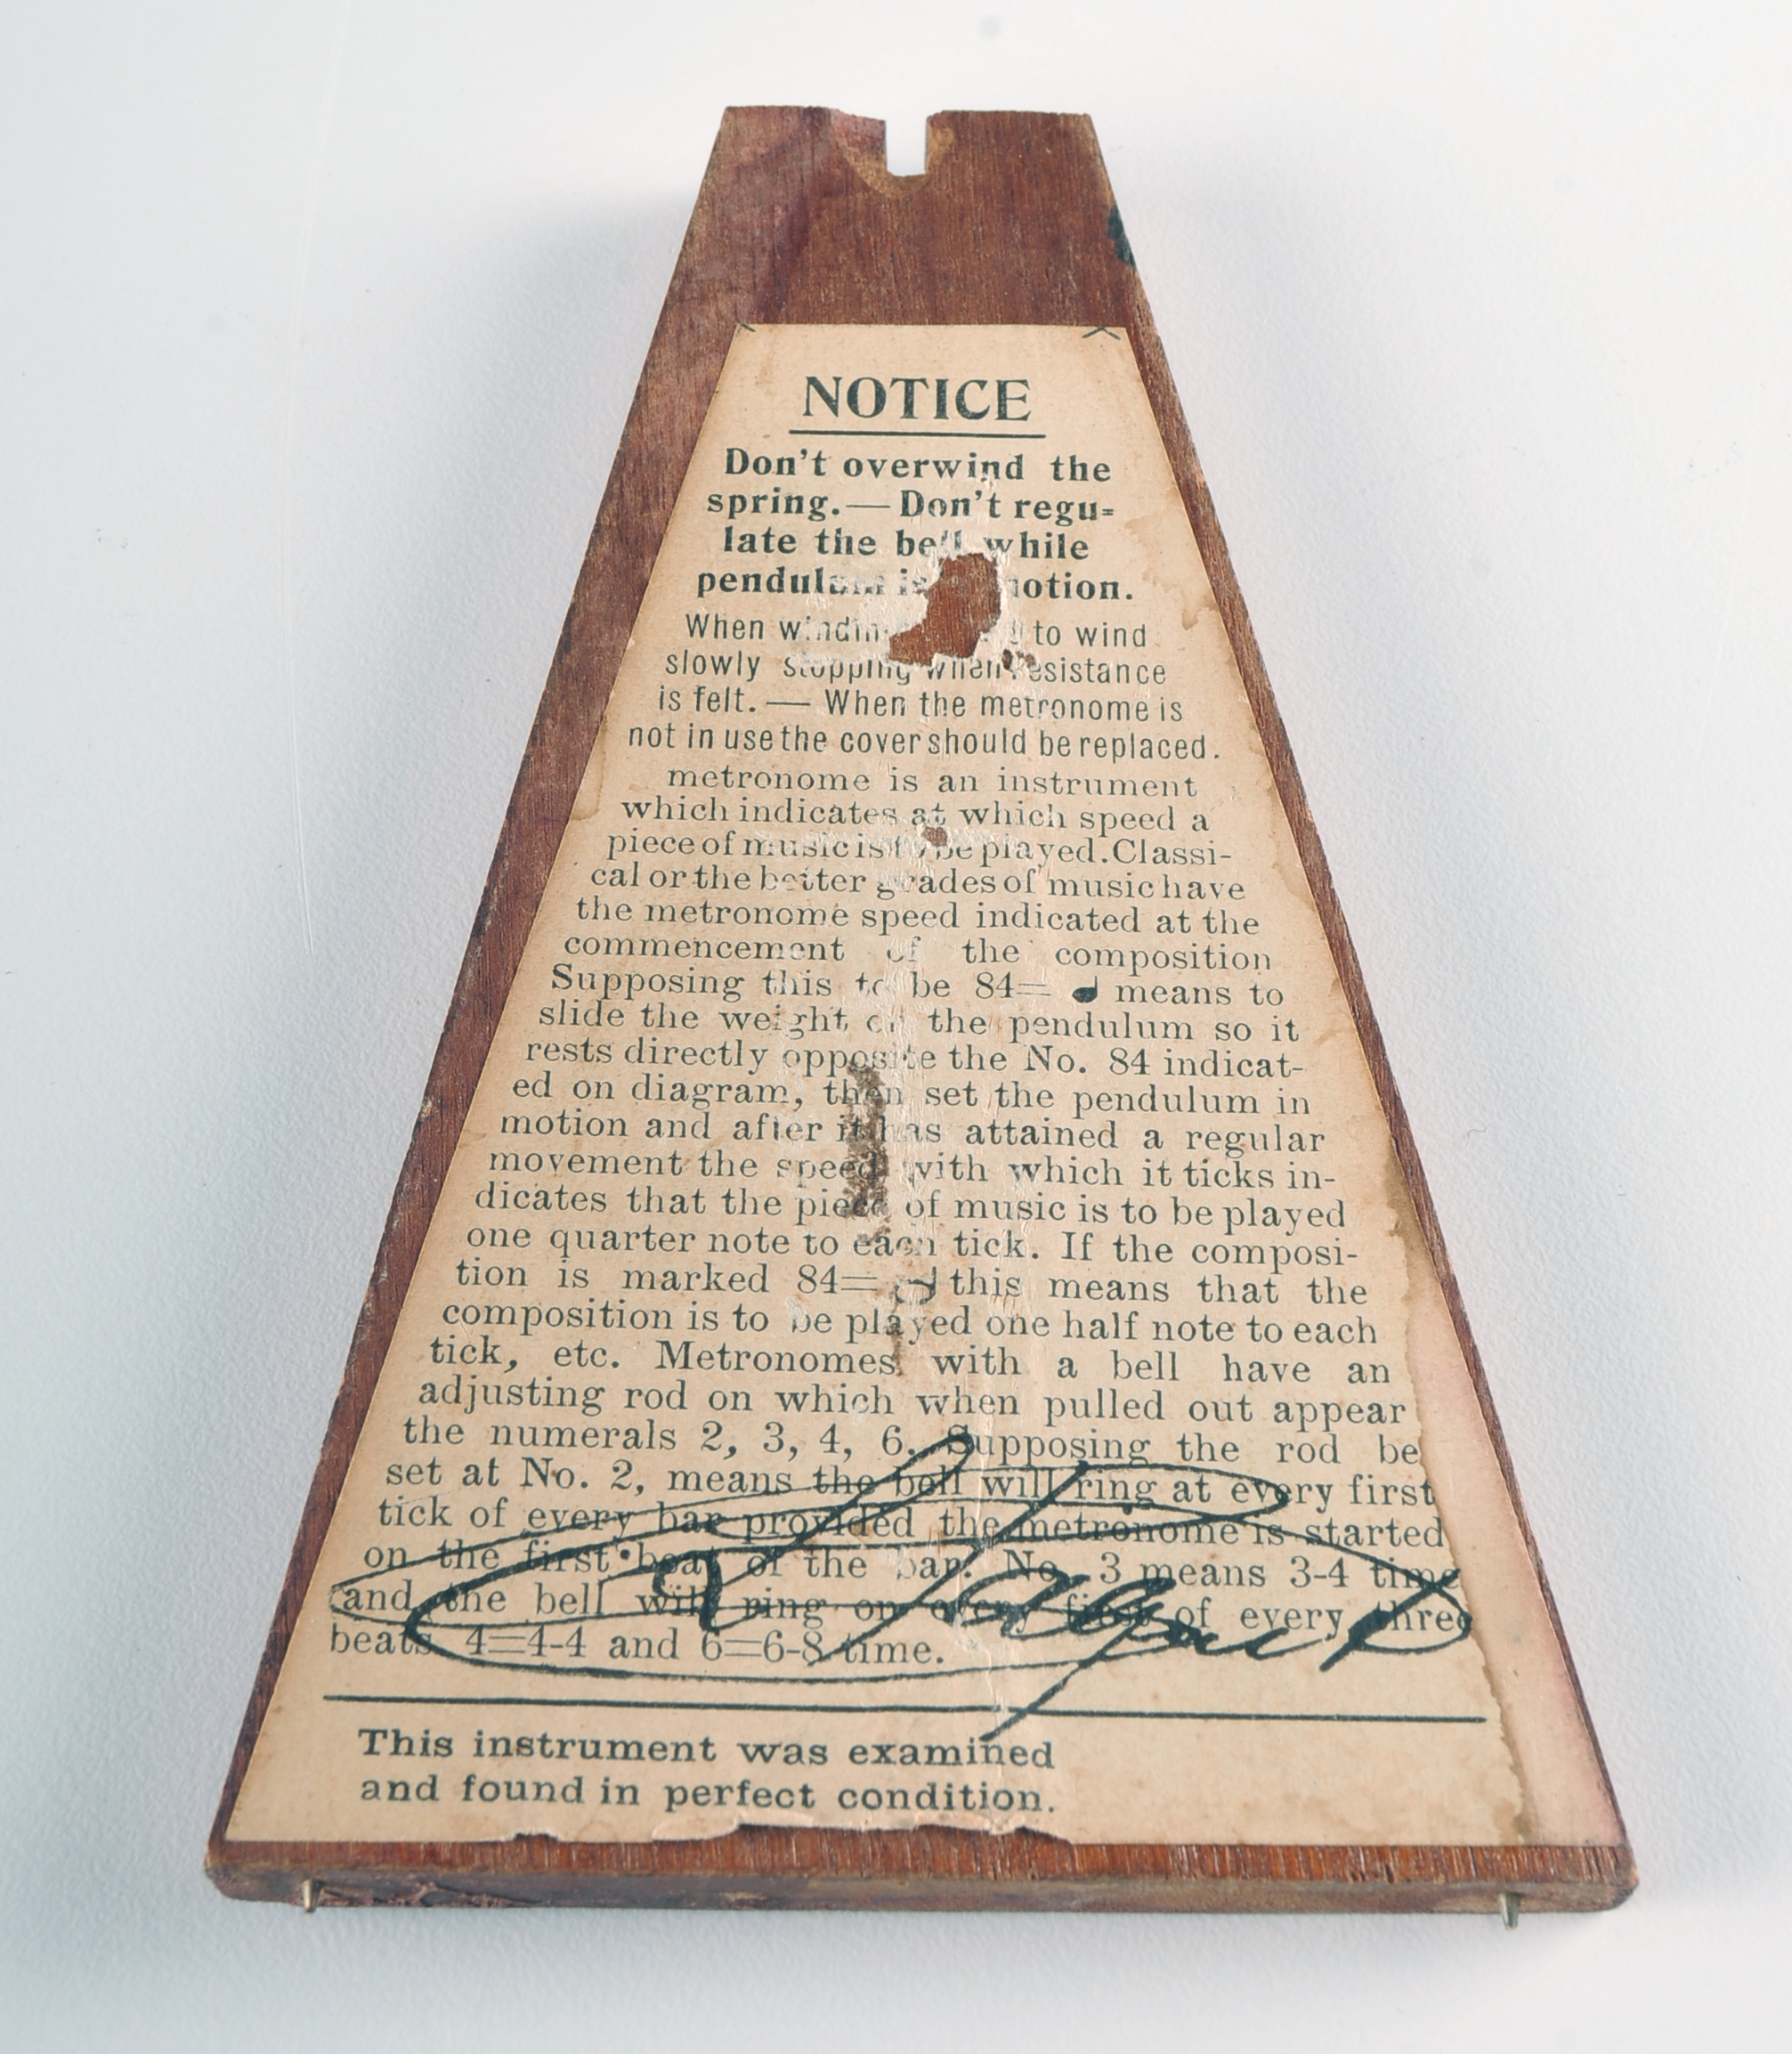 NOTICE
Don't overwind the
spring.— Don't regu=
late the bell while
pendulum is motion.
When winding to wind
slowly stopping when resistance
is felt. — When the metronome is
not in use the cover should be replaced.
metronome is an instrument
which indicates at which speed a
piece of music is to be played. Classi-
cal or the better grades of music have
the metronome speed indicated at the
commencement of the composition
Supposing this to be 84= ♩ means to
slide the weight on the pendulum so it
rests directly opposite the No. 84 indicat-
ed on diagram, then set the pendulum in
motion and after it has attained a regular
movement the speed with which it ticks in-
dicates that the piece of music is to be played
one quarter note to each tick. If the composi-
tion is marked 84= this means that the
composition is to be played one half note to each
tick, etc. Metronomes with a bell have an
adjusting rod on which when pulled out appear
the numerals 2, 3, 4, 6. Supposing the rod be
set at No. 2, means the bell will ring at every first
tick of every bar provided the metronome is started
on the first beat of the bar. No. 3 means 3-4 time
and the bell will ring on every first of every three
beats. 4=4-4 and 6=6-8 time.
This instrument was examined
and found in perfect condition.